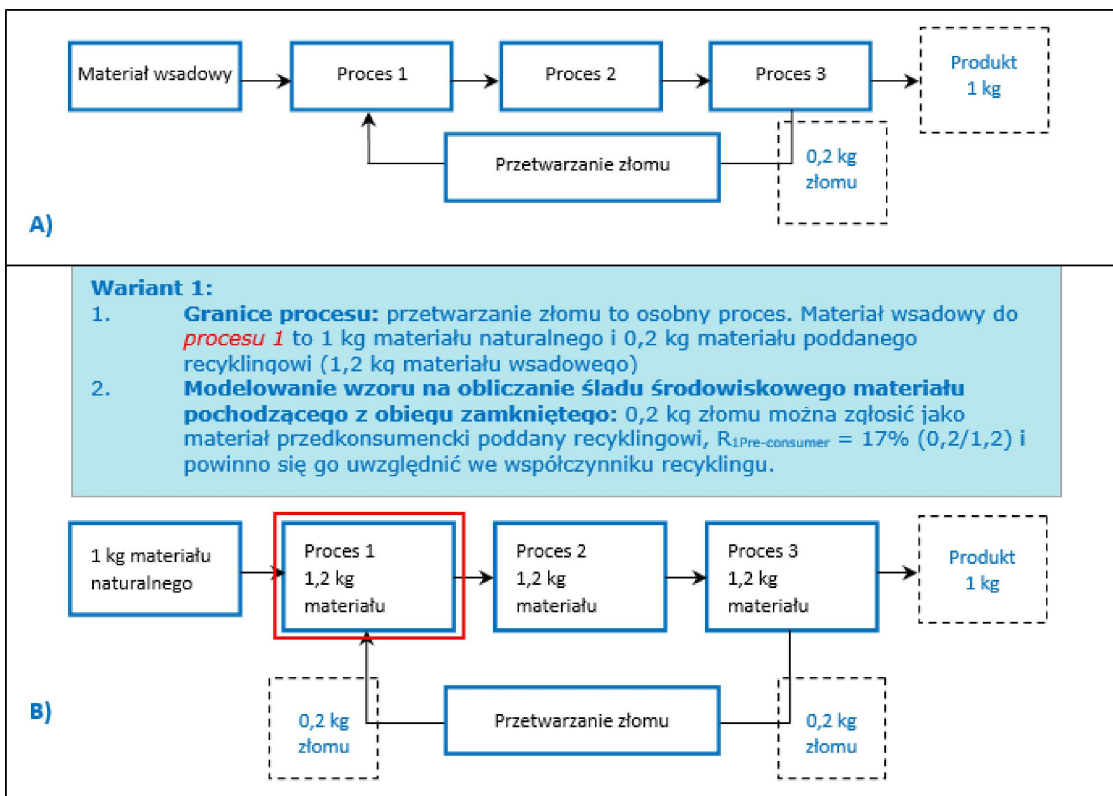 Materiał wsadowy
Proces 1
Proces 2
Proces 3
Produkt
1 kg
Przetwarzanie złomu
0,2 kg
złomu
A)
Wariant 1:
1. Granice procesu: przetwarzanie złomu to osobny proces. Materiał wsadowy do
procesu 1 to 1 kg materiału naturalnego i 0,2 kg materiału poddanego
recyklingowi (1,2 kg materiału wsadowego)
2. Modelowanie wzoru na obliczanie śladu środowiskowego materiału
pochodzącego z obiegu zamkniętego: 0,2 kg złomu można zgłosić jako
materiał przedkonsumencki poddany recyklingowi, R1Pre-consumer = 17% (0,2/1,2) i
powinno się go uwzględnić we współczynniku recyklingu.
1 kg materiału
naturalnego
Proces 1
1,2 kg
materiału
Proces 2
1,2 kg
materiału
Proces 3
1,2 kg
materiału
Produkt
1 kg
B)
0,2 kg
złomu
Przetwarzanie złomu
0,2 kg
złomu